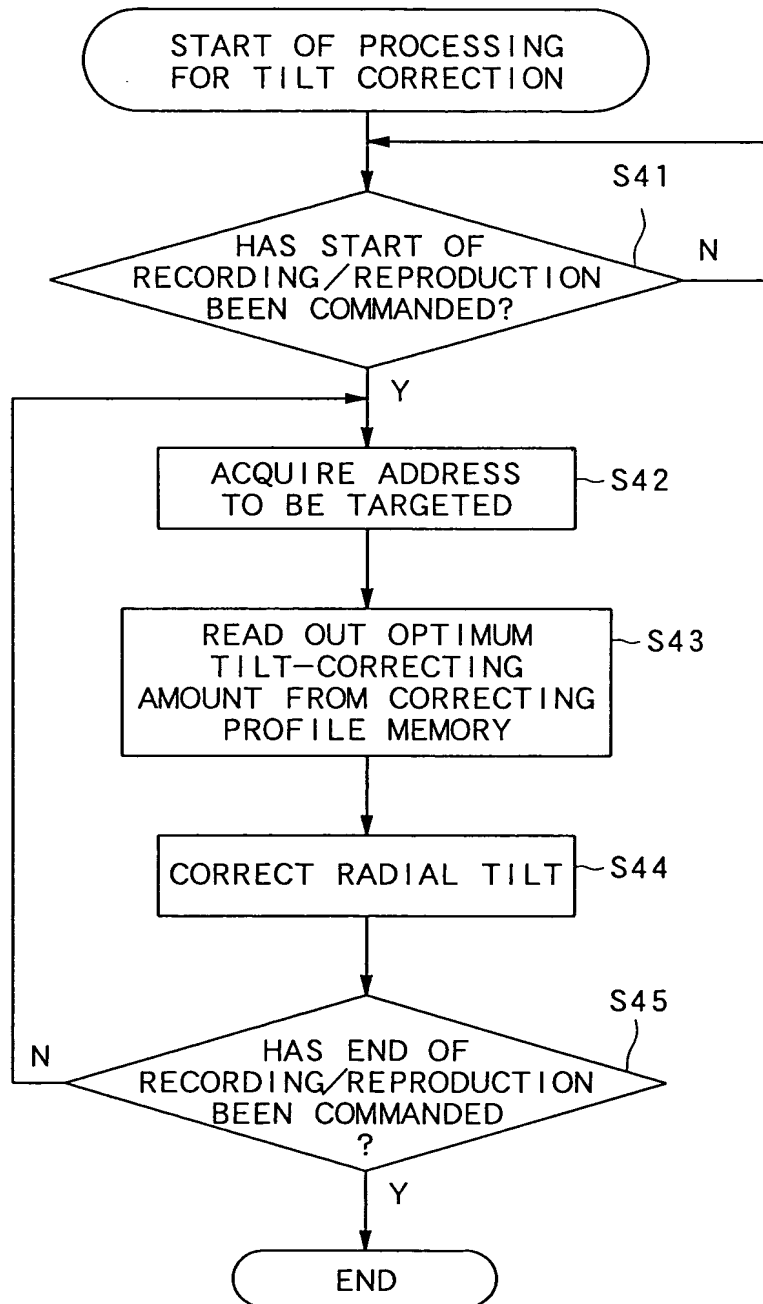 START OF PROCESSING
FOR TILT CORRECTION
S41
HAS START OF
RECORDING/REPRODUCTION
BEEN COMMANDED?
N
Y
ACQUIRE ADDRESS
TO BE TARGETED
S42
READ OUT OPTIMUM
TILT-CORRECTING
AMOUNT FROM CORRECTING
PROFILE MEMORY
S43
CORRECT RADIAL TILT
S44
S45
N
HAS END OF
RECORDING/REPRODUCTION
BEEN COMMANDED
?
Y
END